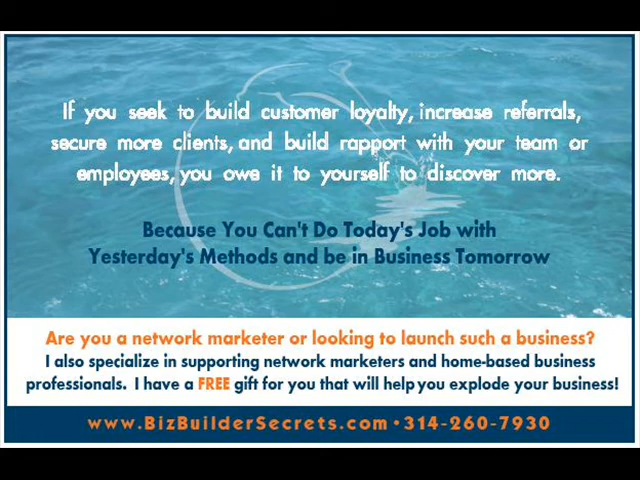 If you seek to build customer loyalty, increase referrals,
secure more clients, and build rapport with your team or
employees, you owe it to yourself to discover more.
Because You Can't Do Today's Job with
Yesterday's Methods and be in Business Tomorrow
Are you a network marketer or looking to launch such a business?
I also specialize in supporting network marketers and home-based business
professionals. I have a FREE gift for you that will help you explode your business!
www.BizBuilderSecrets.com • 314-260-7930